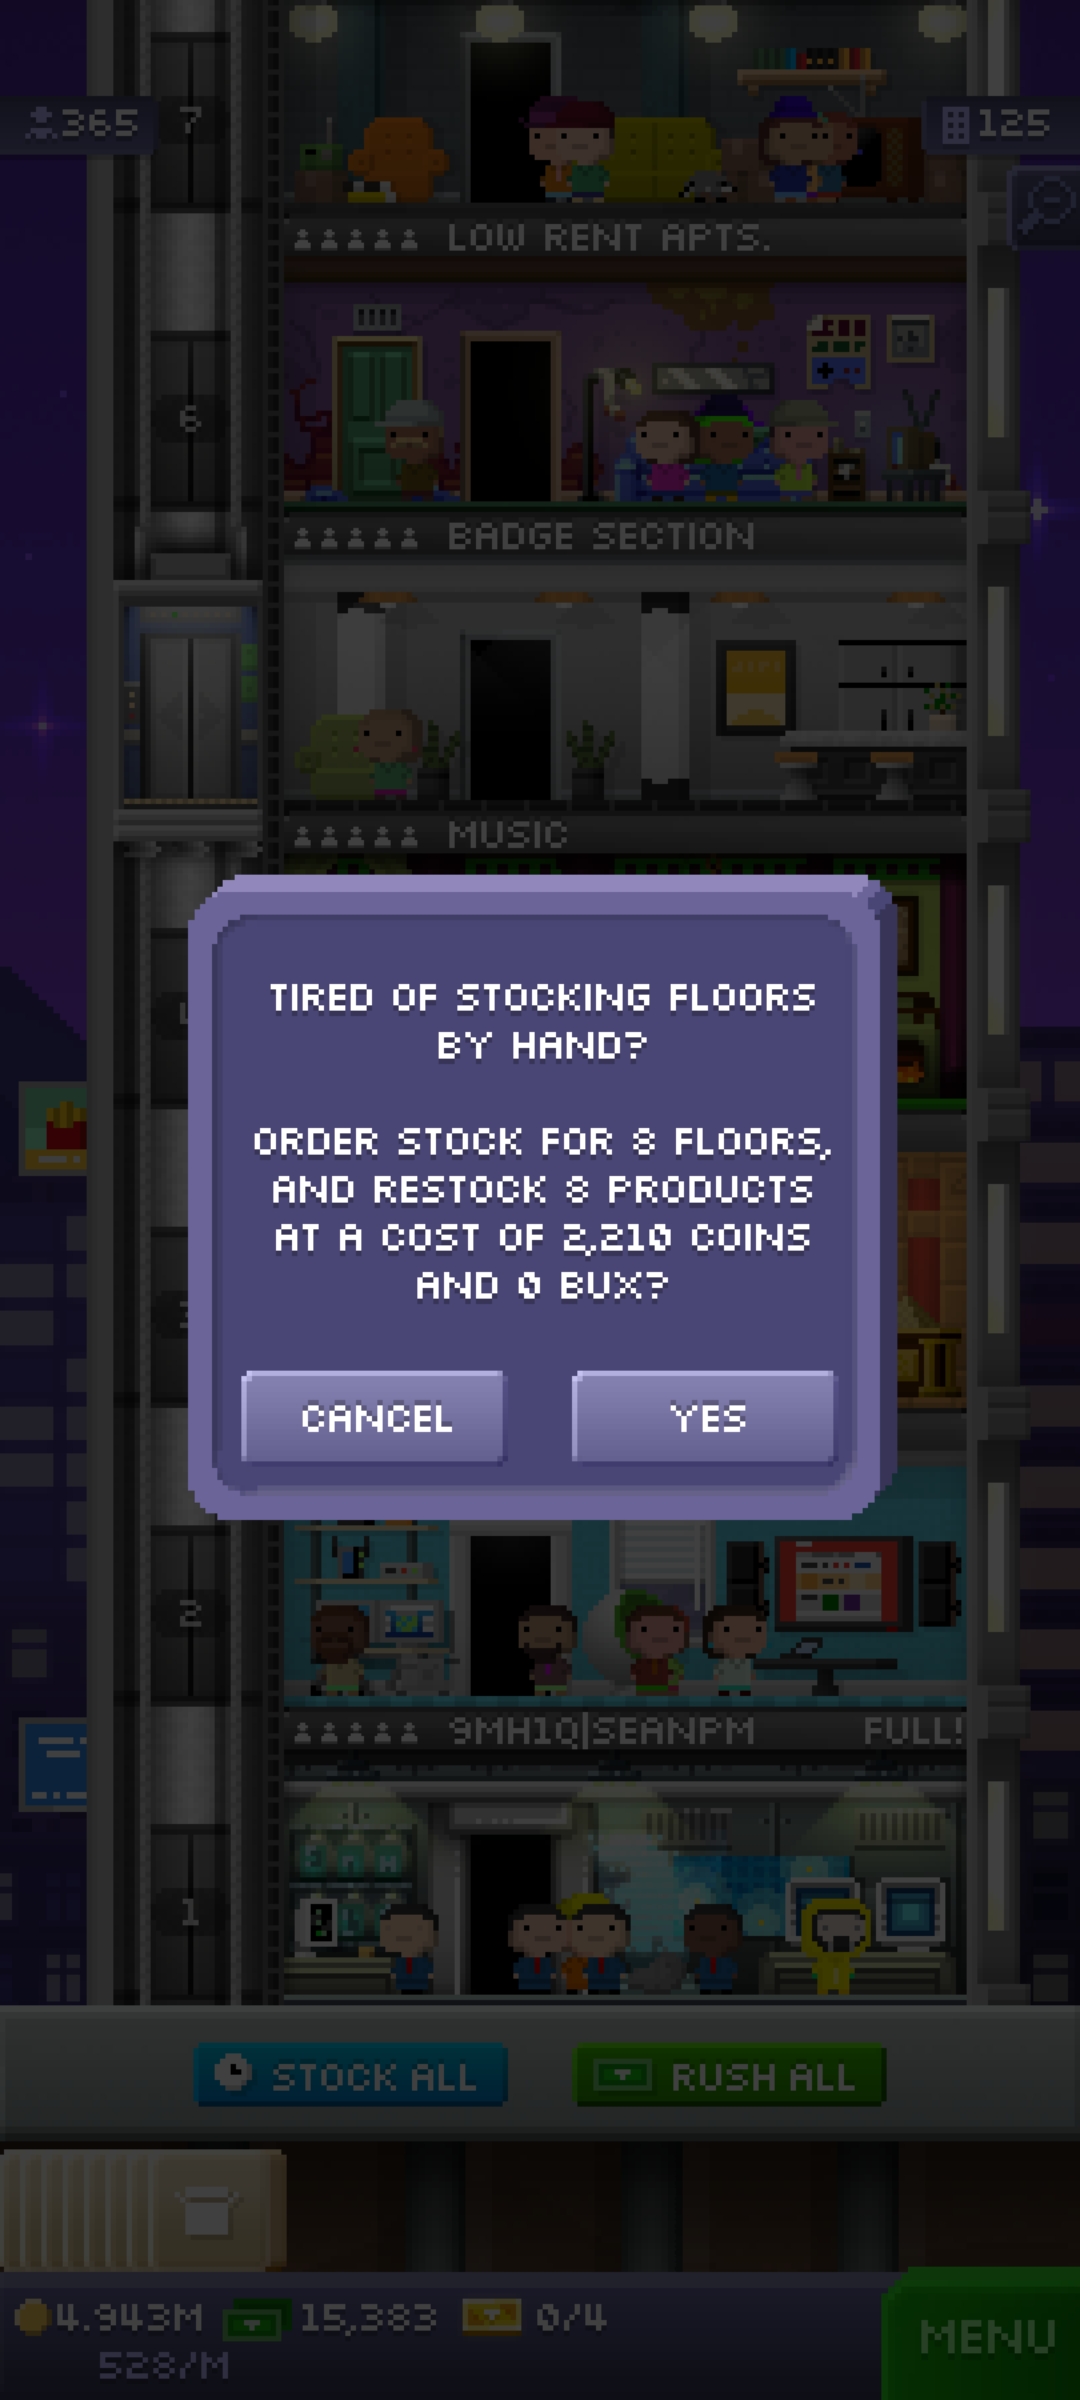 365
7
125
LOW RENT APTS.
6
BADGE SECTION
MUSIC
TIRED OF STOCKING FLOORS
BY HAND?
ORDER STOCK FOR 8 FLOORS,
AND RESTOCK 8 PRODUCTS
AT A COST OF 2,210 COINS
AND 0 BUX?
CANCEL
YES
2
9MH1Q|SEANPM
FULL!
1
STOCK ALL
RUSH ALL
4.943M
15,383
0/4
528/M
MENU